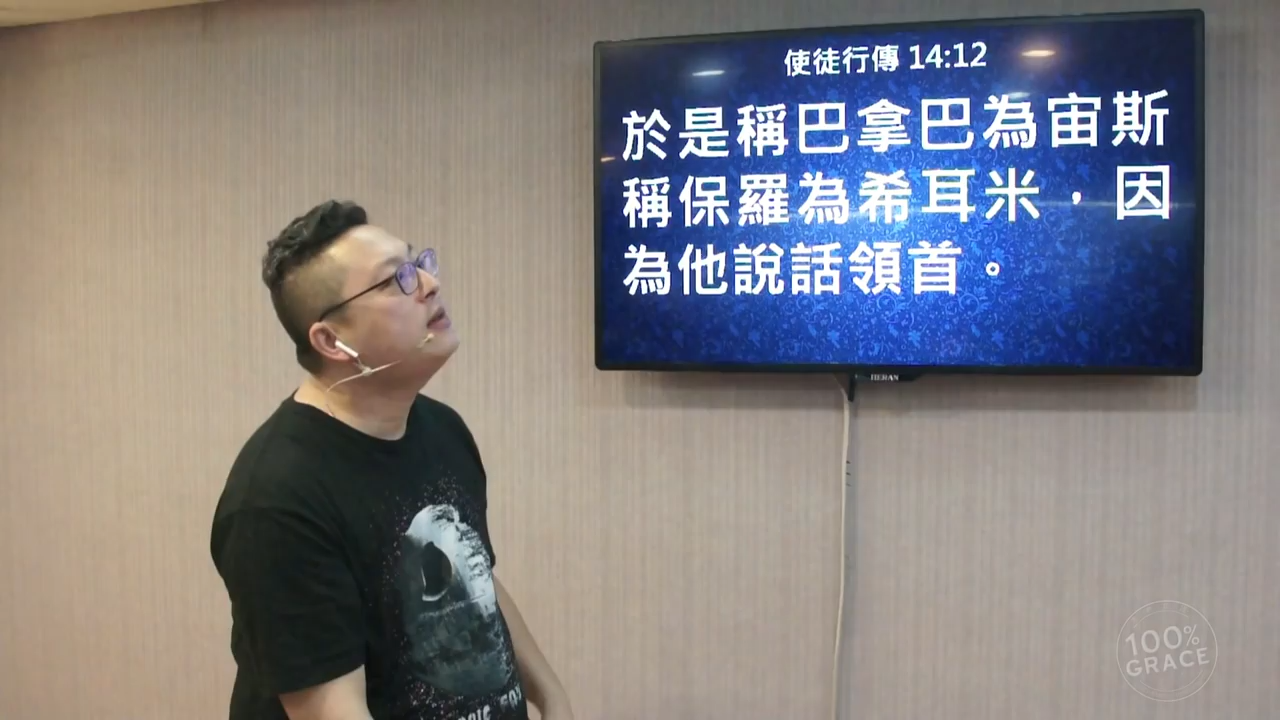 使徒行傳 14:12
於是稱巴拿巴為宙斯
稱保羅為希耳米，因
為他說話領首。
HERAN
100%
GRACE